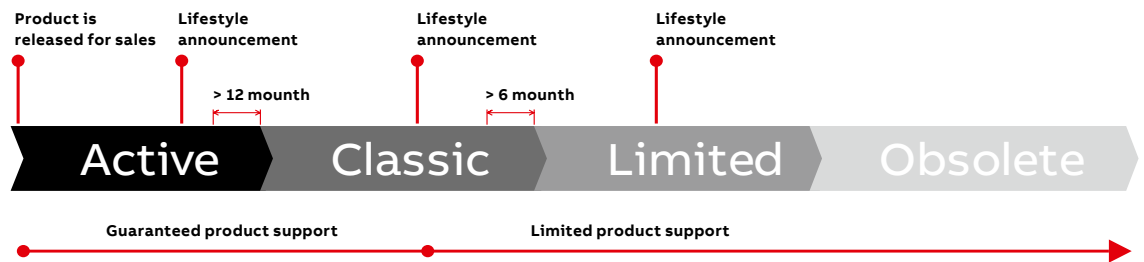 Product is
released for sales
Lifestyle
announcement
Lifestyle
announcement
Lifestyle
announcement
> 12 mounth
> 6 mounth
Active
Classic
Limited
Obsolete
Guaranteed product support
Limited product support